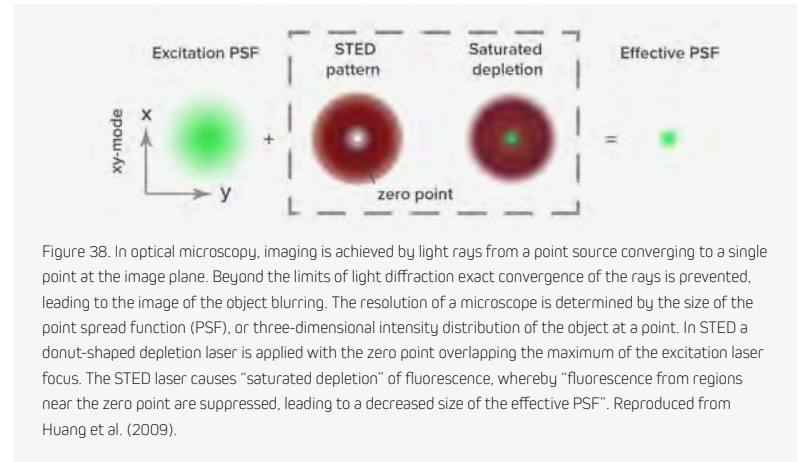 Excitation PSF
STED
pattern
Saturated
depletion
Effective PSF
xy-mode
x
y
+
=
zero point
Figure 38. In optical microscopy, imaging is achieved by light rays from a point source converging to a single
point at the image plane. Beyond the limits of light diffraction exact convergence of the rays is prevented,
leading to the image of the object blurring. The resolution of a microscope is determined by the size of the
point spread function (PSF), or three-dimensional intensity distribution of the object at a point. In STED a
donut-shaped depletion laser is applied with the zero point overlapping the maximum of the excitation laser
focus. The STED laser causes “saturated depletion” of fluorescence, whereby “fluorescence from regions
near the zero point are suppressed, leading to a decreased size of the effective PSF”. Reproduced from
Huang et al. (2009).